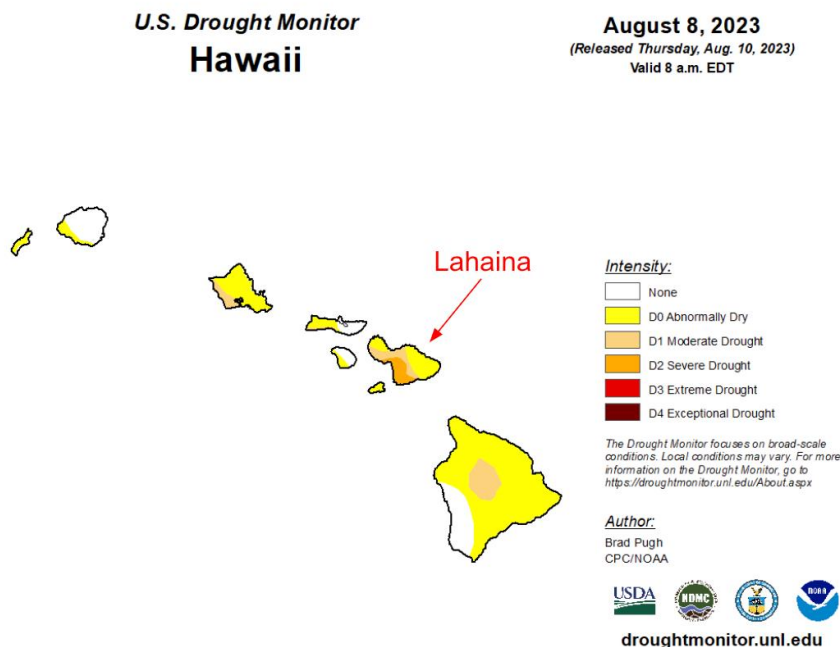 U.S. Drought Monitor
Hawaii
August 8, 2023
(Released Thursday, Aug. 10, 2023)
Valid 8 a.m. EDT
Lahaina
Intensity:
None
D0 Abnormally Dry
D1 Moderate Drought
D2 Severe Drought
D3 Extreme Drought
D4 Exceptional Drought
The Drought Monitor focuses on broad-scale
conditions. Local conditions may vary. For more
information on the Drought Monitor, go to
https://droughtmonitor.unl.edu/About.aspx
Author:
Brad Pugh
CPC/NOAA
USDA
NDMC
NOAA
droughtmonitor.unl.edu